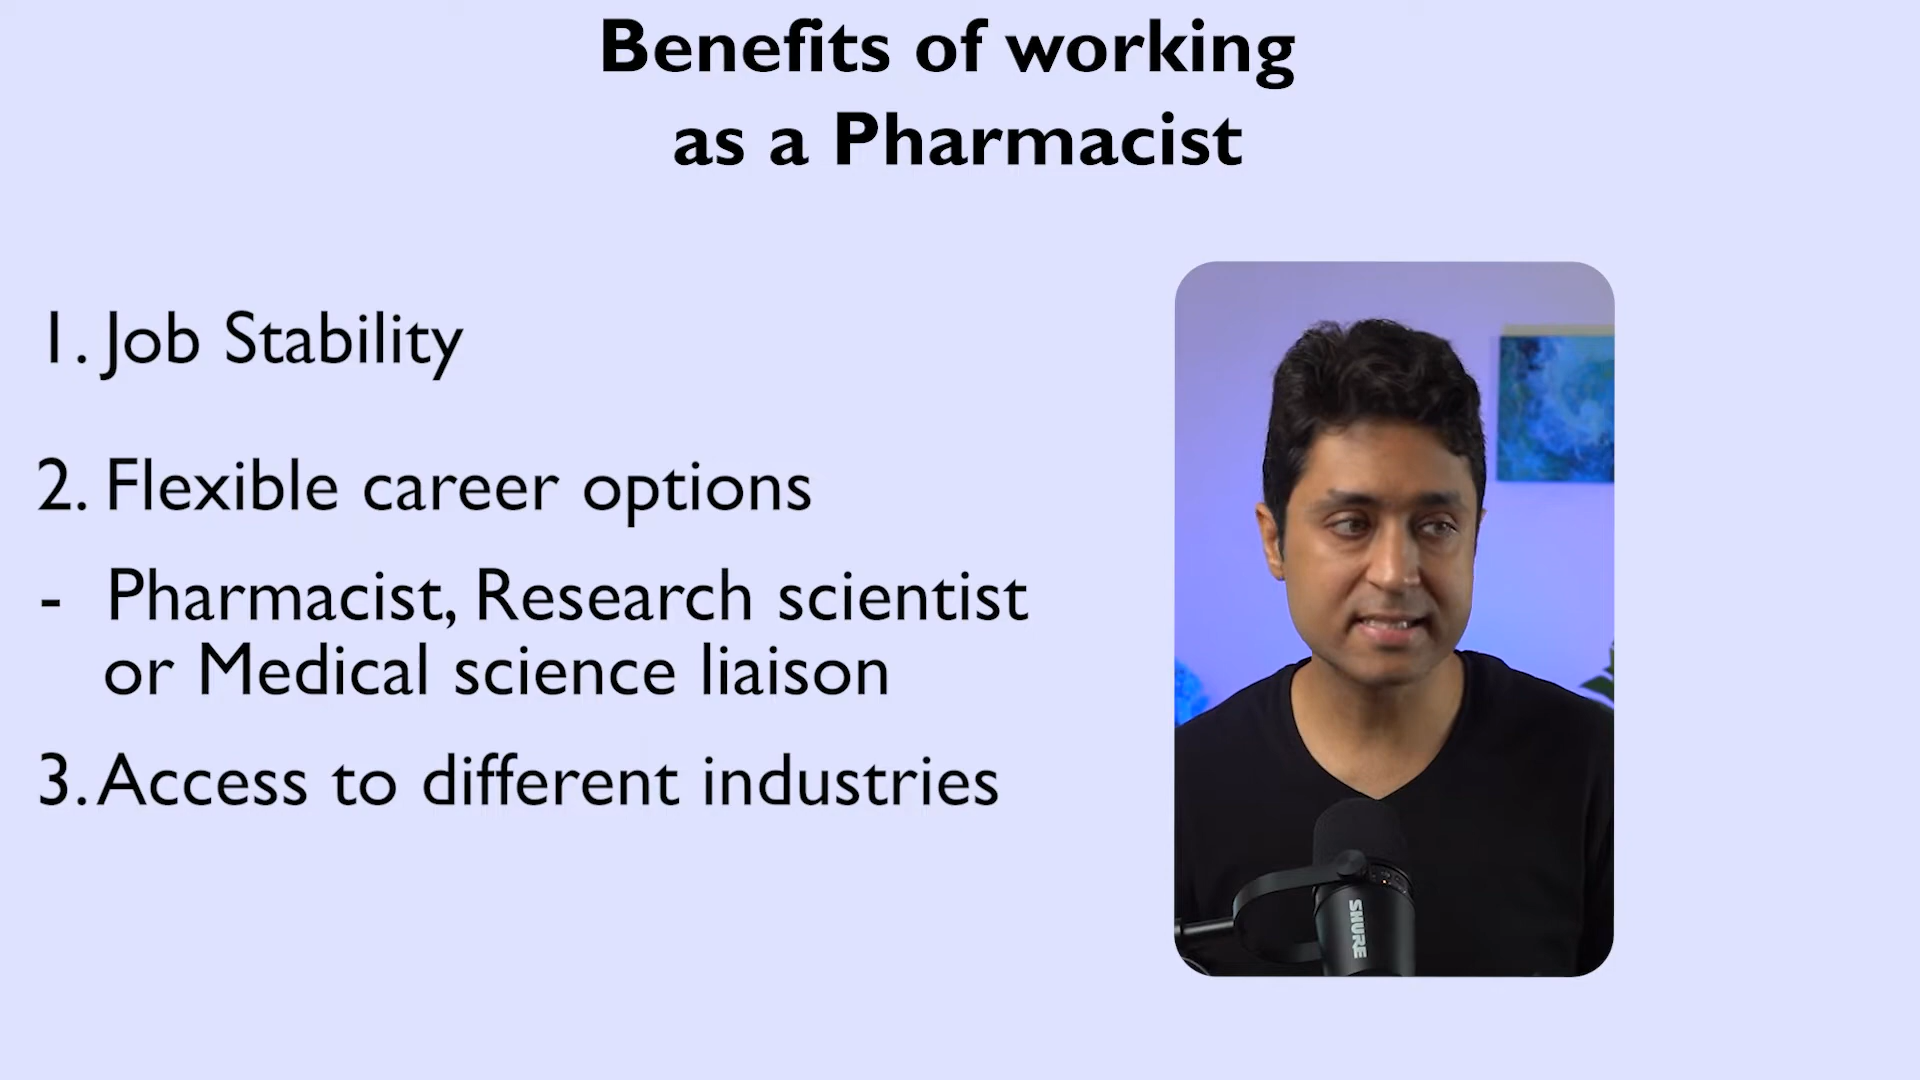 Benefits of working
as a Pharmacist
1. Job Stability
2. Flexible career options
- Pharmacist, Research scientist
or Medical science liaison
3. Access to different industries
SHURE